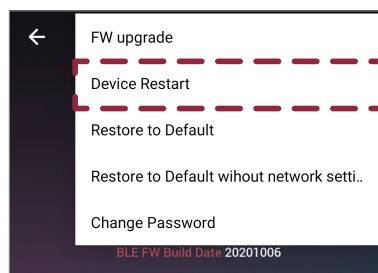 FW upgrade
Device Restart
Restore to Default
Restore to Default wihout network setti..
Change Password
BLE FW Build Date 20201006